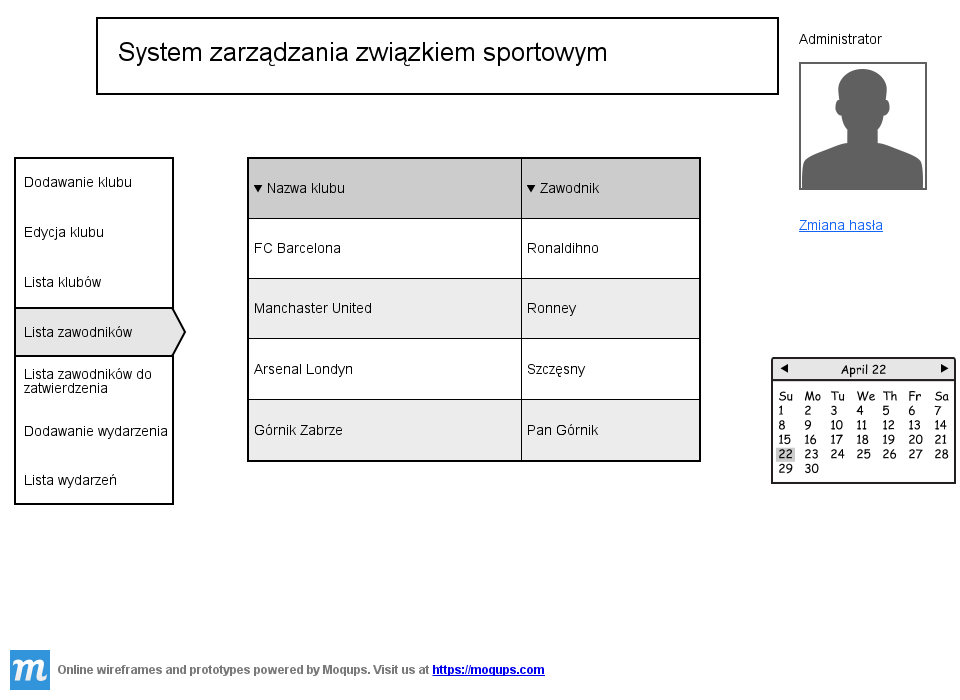 System zarządzania związkiem sportowym
Administrator
Zmiana hasła
Dodawanie klubu
Edycja klubu
Lista klubów
Lista zawodników
Lista zawodników do
zatwierdzenia
Dodawanie wydarzenia
Lista wydarzeń
Nazwa klubu Zawodnik
FC Barcelona Ronaldihno
Manchaster United Ronney
Arsenal Londyn Szczęsny
Górnik Zabrze Pan Górnik
April 22
Su Mo Tu We Th Fr Sa
1 2 3 4 5 6 7
8 9 10 11 12 13 14
15 16 17 18 19 20 21
22 23 24 25 26 27 28
29 30
m Online wireframes and prototypes powered by Moqups. Visit us at https://moqups.com